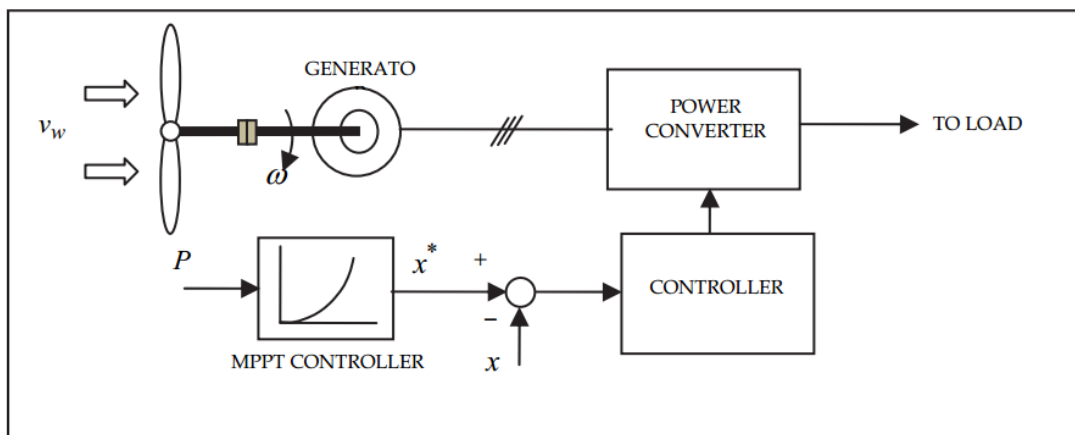 GENERATO
POWER
CONVERTER
TO LOAD
v_w
ω
P
x*
+
CONTROLLER
−
x
MPPT CONTROLLER